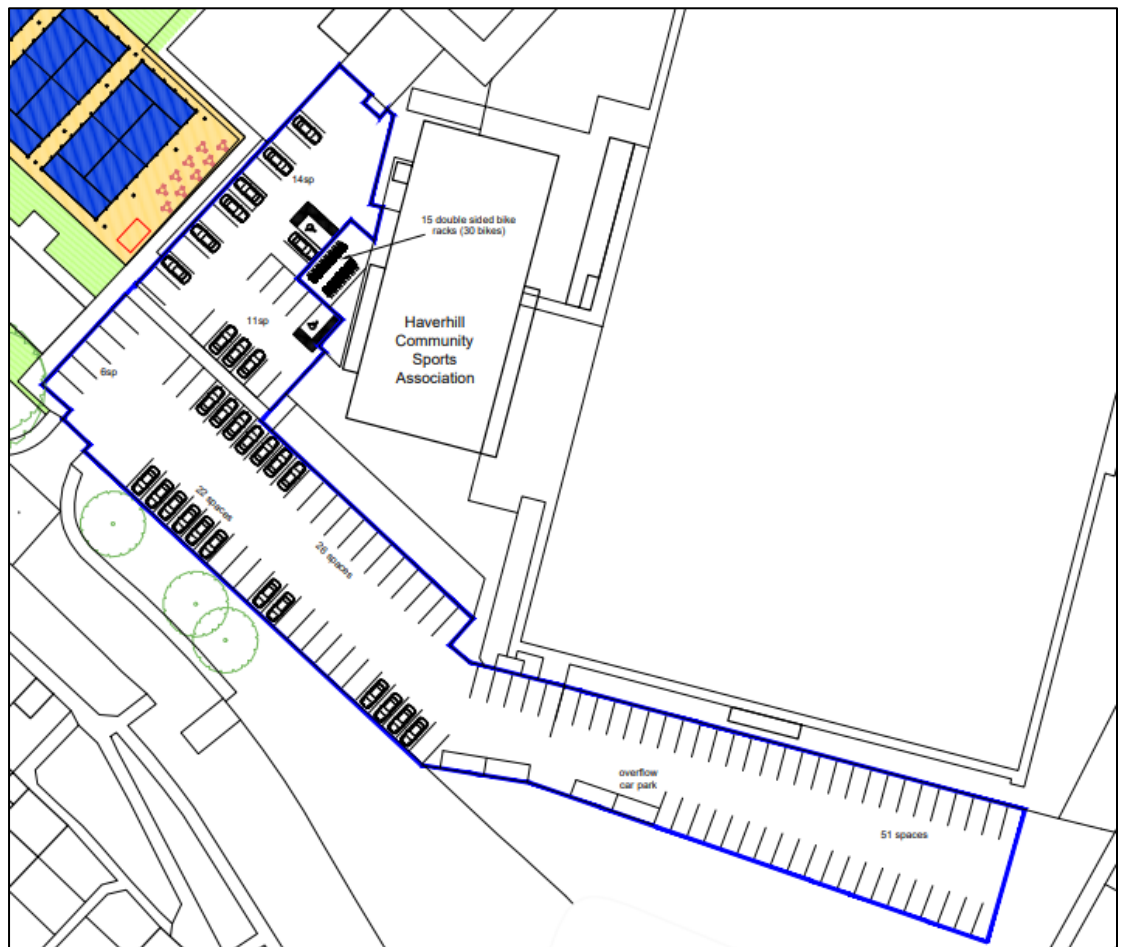 14sp
15 double sided bike
racks (30 bikes)
11sp
Haverhill
Community
Sports
Association
6sp
22 spaces
26 spaces
overflow
car park
51 spaces